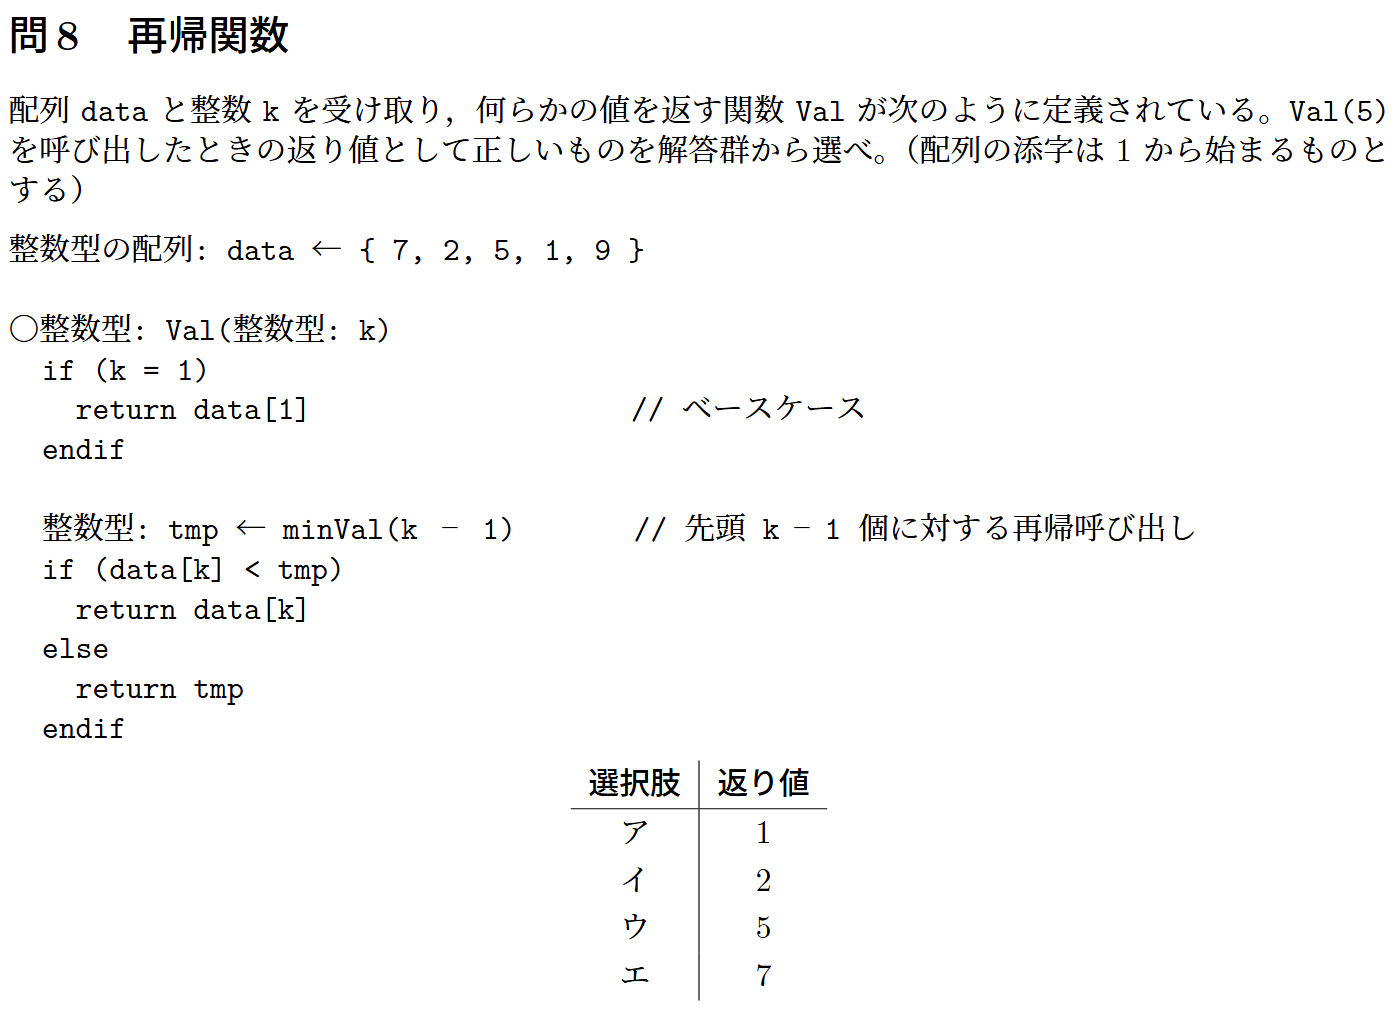 問 8 再帰関数
配列 data と整数 k を受け取り，何らかの値を返す関数 Val が次のように定義されている。Val(5)
を呼び出したときの返り値として正しいものを解答群から選べ。（配列の添字は 1 から始まるものと
する）
整数型の配列: data ← { 7, 2, 5, 1, 9 }
○整数型: Val(整数型: k)
if (k = 1)
return data[1] // ベースケース
endif
整数型: tmp ← minVal(k − 1) // 先頭 k − 1 個に対する再帰呼び出し
if (data[k] < tmp)
return data[k]
else
return tmp
endif
選択肢 返り値
ア 1
イ 2
ウ 5
エ 7